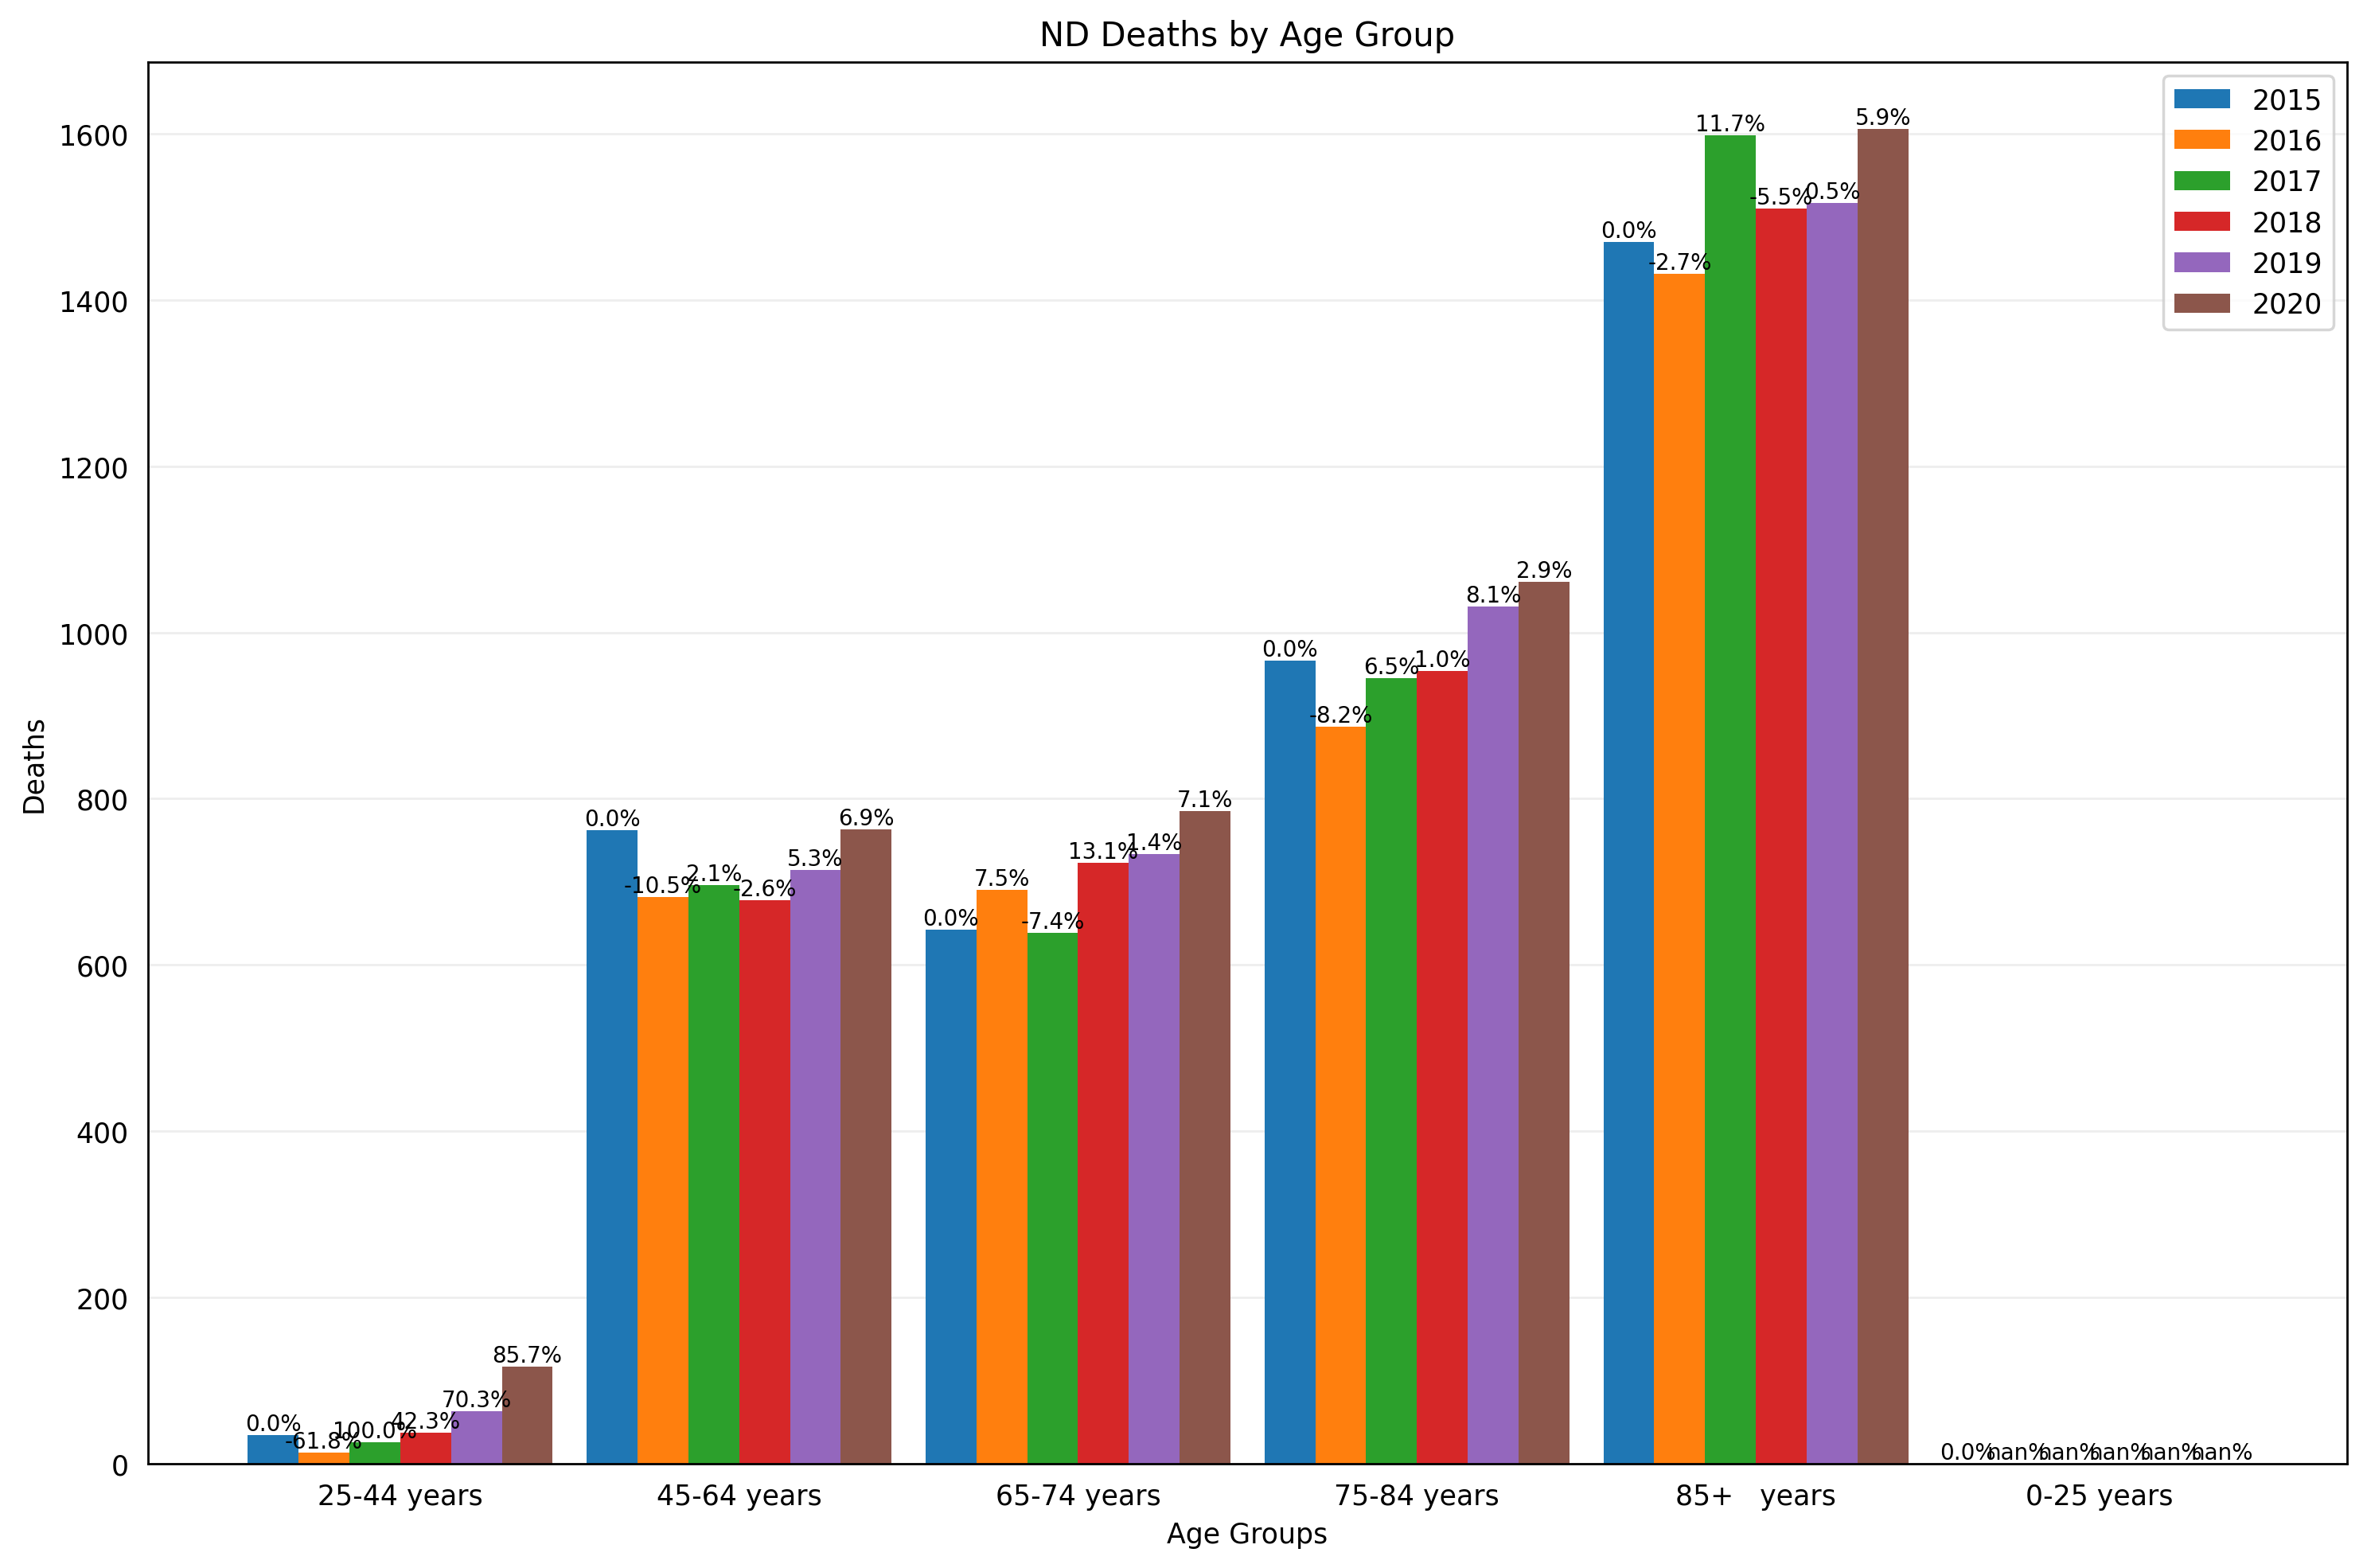 ND Deaths by Age Group
2015
2016
2017
2018
2019
2020
Deaths
1600
1400
1200
1000
800
600
400
200
0
0.0% -61.8% 100.0% 42.3% 70.3% 85.7%
0.0% -10.5% 2.1% -2.6% 5.3% 6.9%
0.0% 7.5% -7.4% 13.1% 1.4% 7.1%
0.0% -8.2% 6.5% 1.0% 8.1% 2.9%
0.0% -2.7% 11.7% -5.5% 0.5% 5.9%
0.0% nan% nan% nan% nan% nan%
25-44 years 45-64 years 65-74 years 75-84 years 85+   years 0-25 years
Age Groups